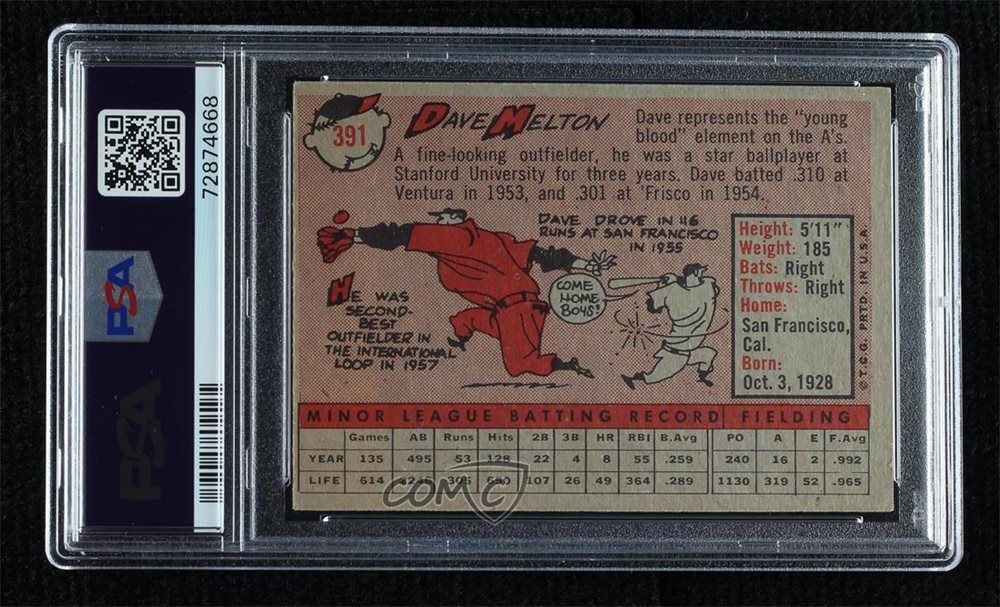 72874668
PSA
PSA
391
DAVE MELTON
Dave represents the "young
blood" element on the A's.
A fine-looking outfielder, he was a star ballplayer at
Stanford University for three years. Dave batted .310 at
Ventura in 1953, and .301 at 'Frisco in 1954.
DAVE DROVE IN 116
RUNS AT SAN FRANCISCO
IN 1955
COME
HOME
BOYS!
HE WAS
SECOND-
BEST
OUTFIELDER IN
THE INTERNATIONAL
LOOP IN 1957
Height: 5'11"
Weight: 185
Bats: Right
Throws: Right
Home:
San Francisco,
Cal.
Born:
Oct. 3, 1928
© T.C.G. PRTD. IN U.S.A.
MINOR LEAGUE BATTING RECORD FIELDING
Games AB Runs Hits 2B 3B HR RBI B.Avg PO A E F.Avg
YEAR 135 495 53 128 22 4 8 55 .259 240 16 2 .992
LIFE 614 107 26 49 364 .289 1130 319 52 .965
COMC